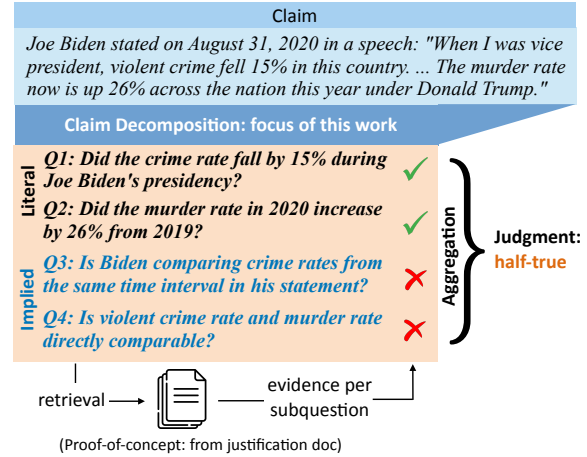 Claim
Joe Biden stated on August 31, 2020 in a speech: "When I was vice
president, violent crime fell 15% in this country. ... The murder rate
now is up 26% across the nation this year under Donald Trump."
Claim Decomposition: focus of this work
Literal
Q1: Did the crime rate fall by 15% during
Joe Biden's presidency?
Q2: Did the murder rate in 2020 increase
by 26% from 2019?
Implied
Q3: Is Biden comparing crime rates from
the same time interval in his statement?
Q4: Is violent crime rate and murder rate
directly comparable?
Aggregation
Judgment:
half-true
retrieval
evidence per
subquestion
(Proof-of-concept: from justification doc)